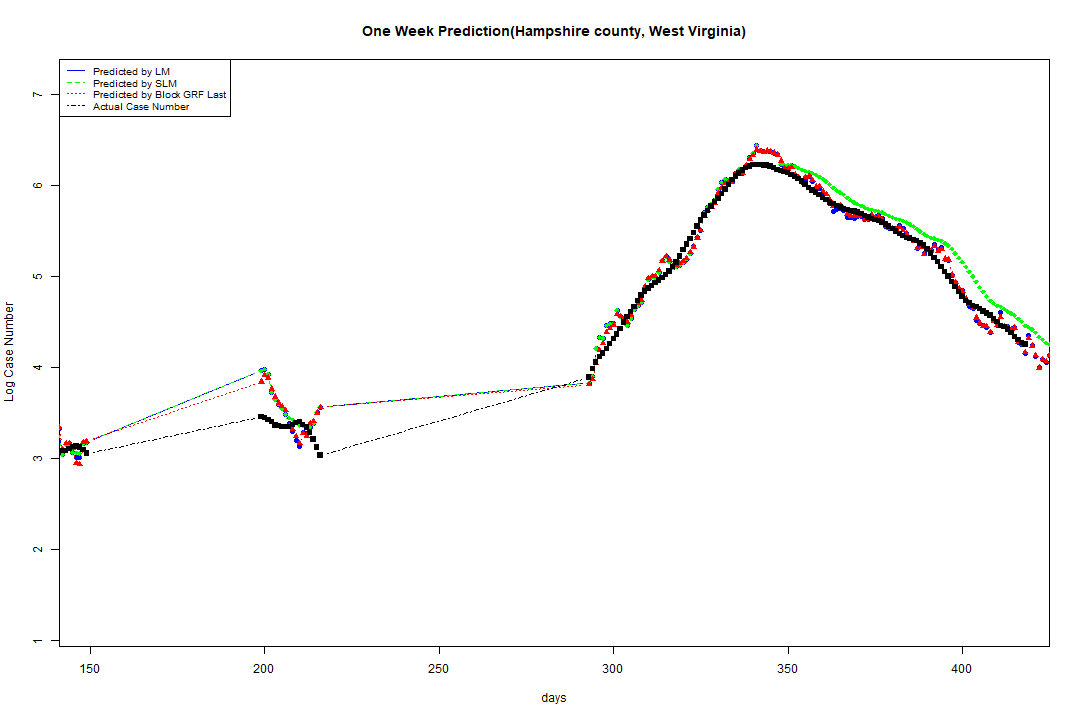 One Week Prediction(Hampshire county, West Virginia)
Predicted by LM
Predicted by SLM
Predicted by Block GRF Last
Actual Case Number
7
6
5
4
3
2
1
Log Case Number
150 200 250 300 350 400
days